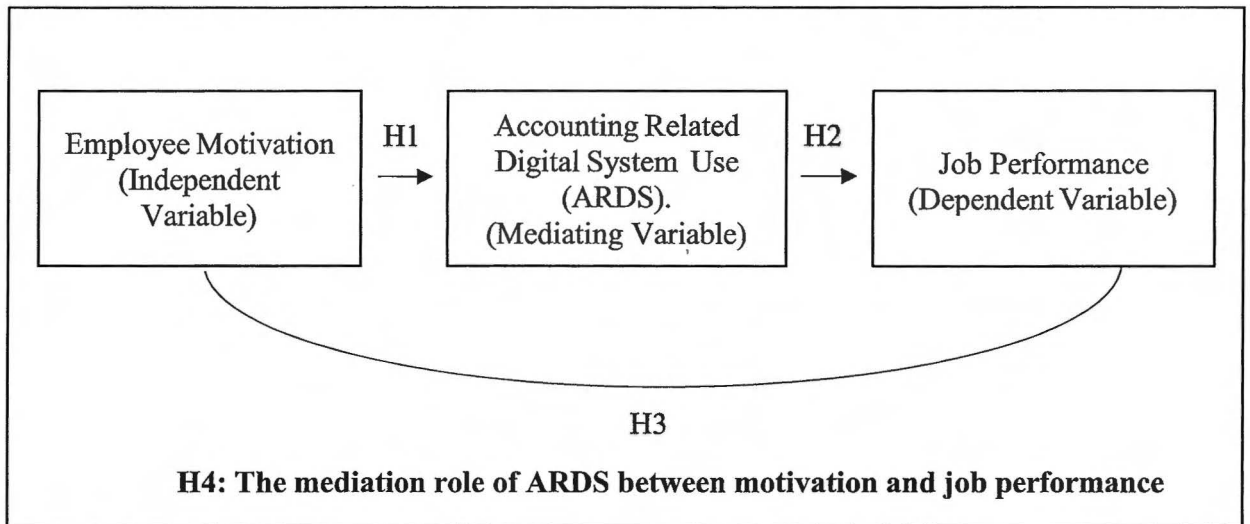 Employee Motivation
(Independent
Variable)
H1
Accounting Related
Digital System Use
(ARDS).
(Mediating Variable)
H2
Job Performance
(Dependent Variable)
H3
H4: The mediation role of ARDS between motivation and job performance